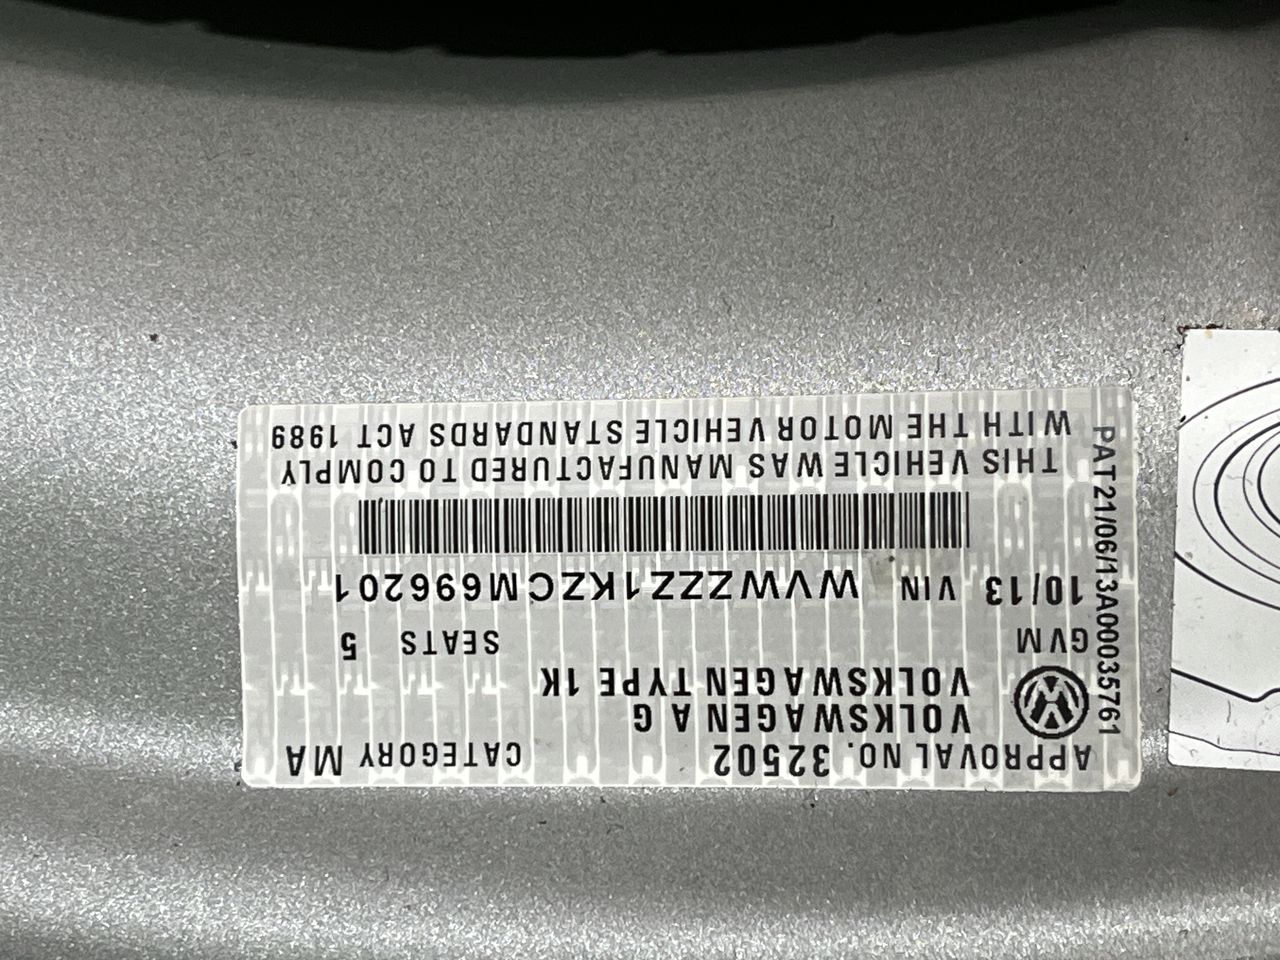 APPROVAL NO. 32502 CATEGORY MA
VOLKSWAGEN A G
VOLKSWAGEN TYPE 1K
GVM SEATS 5
10/13 VIN WVWZZZ1KZCM696201
THIS VEHICLE WAS MANUFACTURED TO COMPLY
WITH THE MOTOR VEHICLE STANDARDS ACT 1989
PAT21/06/13A00035761